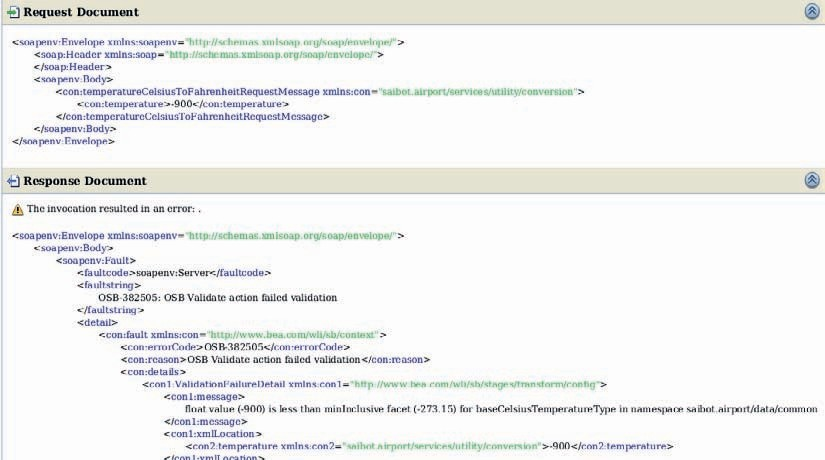 Request Document
<soapenv:Envelope xmlns:soapenv="http://schemas.xmlsoap.org/soap/envelope/">
<soap:Header xmlns:soap="http://schemas.xmlsoap.org/soap/envelope/">
</soap:Header>
<soapenv:Body>
<con:temperatureCelsiusToFahrenheitRequestMessage xmlns:con="saibot.airport/services/utility/conversion">
<con:temperature>-900</con:temperature>
</con:temperatureCelsiusToFahrenheitRequestMessage>
</soapenv:Body>
</soapenv:Envelope>
Response Document
The invocation resulted in an error: .
<soapenv:Envelope xmlns:soapenv="http://schemas.xmlsoap.org/soap/envelope/">
<soapenv:Body>
<soapenv:Fault>
<faultcode>soapenv:Server</faultcode>
<faultstring>
OSB-382505: OSB Validate action failed validation
</faultstring>
<detail>
<con:fault xmlns:con="http://www.bea.com/wli/sb/context">
<con:errorCode>OSB-382505</con:errorCode>
<con:reason>OSB Validate action failed validation</con:reason>
<con:details>
<con1:ValidationFailureDetail xmlns:con1="http://www.bea.com/wli/sb/stages/transform/config">
<con1:message>
float value (-900) is less than minInclusive facet (-273.15) for baseCelsiusTemperatureType in namespace saibot.airport/data/common
</con1:message>
<con1:xmlLocation>
<con2:temperature xmlns:con2="saibot.airport/services/utility/conversion">-900</con2:temperature>
</con1:xmlLocation>